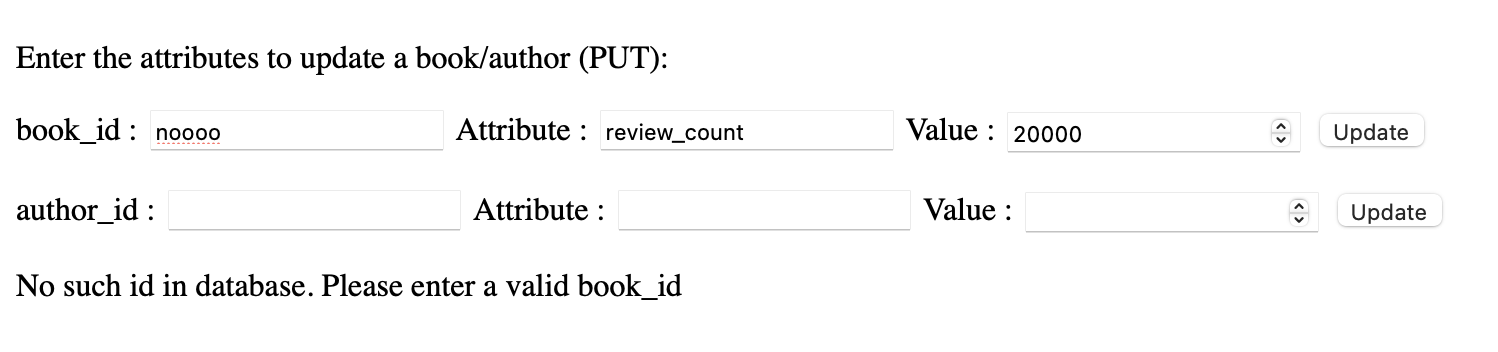 Enter the attributes to update a book/author (PUT):
book_id : noooo Attribute : review_count Value : 20000 Update
author_id : Attribute : Value : Update
No such id in database. Please enter a valid book_id